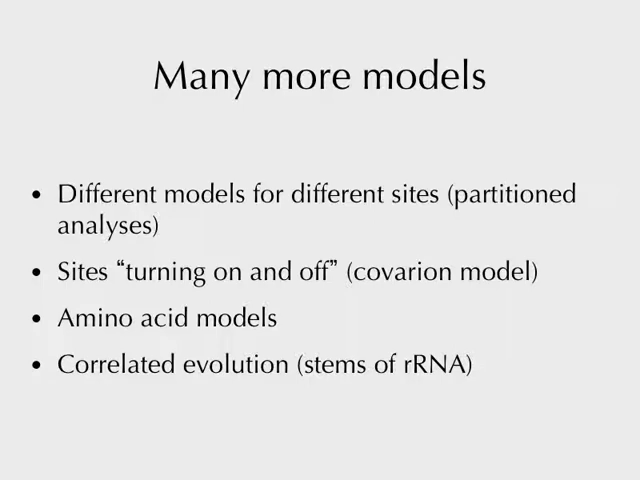 Many more models
• Different models for different sites (partitioned
analyses)
• Sites “turning on and off” (covarion model)
• Amino acid models
• Correlated evolution (stems of rRNA)